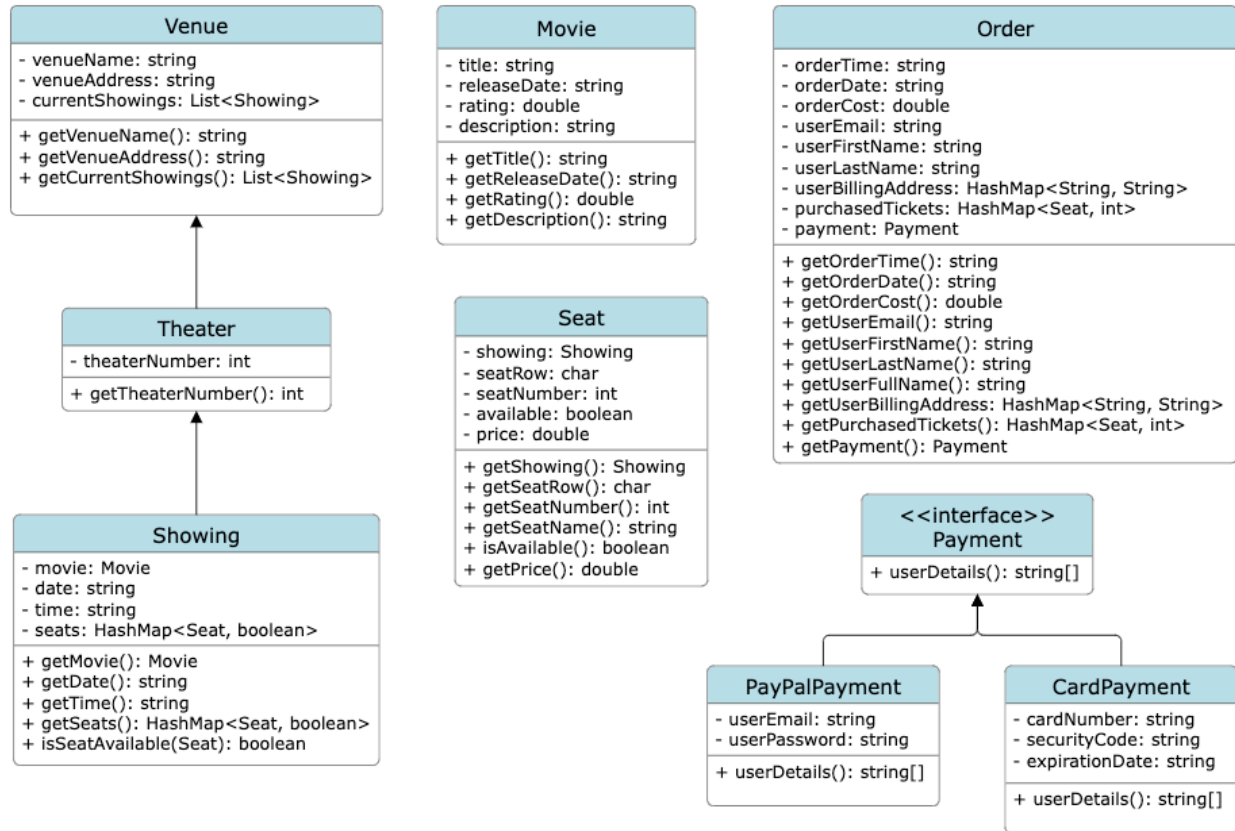 Venue
- venueName: string
- venueAddress: string
- currentShowings: List<Showing>
+ getVenueName(): string
+ getVenueAddress(): string
+ getCurrentShowings(): List<Showing>
Movie
- title: string
- releaseDate: string
- rating: double
- description: string
+ getTitle(): string
+ getReleaseDate(): string
+ getRating(): double
+ getDescription(): string
Order
- orderTime: string
- orderDate: string
- orderCost: double
- userEmail: string
- userFirstName: string
- userLastName: string
- userBillingAddress: HashMap<String, String>
- purchasedTickets: HashMap<Seat, int>
- payment: Payment
+ getOrderTime(): string
+ getOrderDate(): string
+ getOrderCost(): double
+ getUserEmail(): string
+ getUserFirstName(): string
+ getUserLastName(): string
+ getUserFullName(): string
+ getUserBillingAddress: HashMap<String, String>
+ getPurchasedTickets(): HashMap<Seat, int>
+ getPayment(): Payment
Theater
- theaterNumber: int
+ getTheaterNumber(): int
Seat
- showing: Showing
- seatRow: char
- seatNumber: int
- available: boolean
- price: double
+ getShowing(): Showing
+ getSeatRow(): char
+ getSeatNumber(): int
+ getSeatName(): string
+ isAvailable(): boolean
+ getPrice(): double
Showing
- movie: Movie
- date: string
- time: string
- seats: HashMap<Seat, boolean>
+ getMovie(): Movie
+ getDate(): string
+ getTime(): string
+ getSeats(): HashMap<Seat, boolean>
+ isSeatAvailable(Seat): boolean
<<interface>>
Payment
+ userDetails(): string[]
PayPalPayment
- userEmail: string
- userPassword: string
+ userDetails(): string[]
CardPayment
- cardNumber: string
- securityCode: string
- expirationDate: string
+ userDetails(): string[]